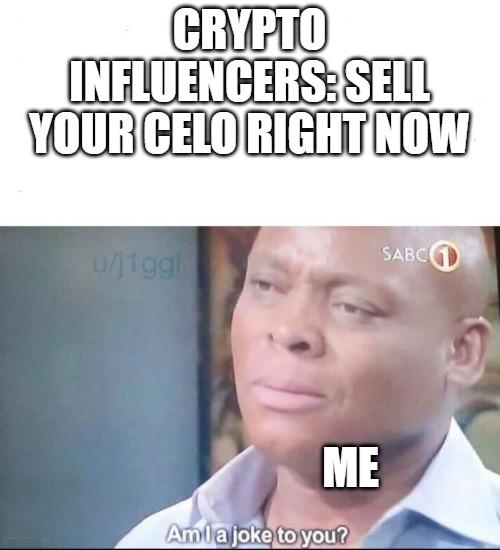 CRYPTO
INFLUENCERS: SELL
YOUR CELO RIGHT NOW
u/j1ggl
SABC 1
ME
Am I a joke to you?